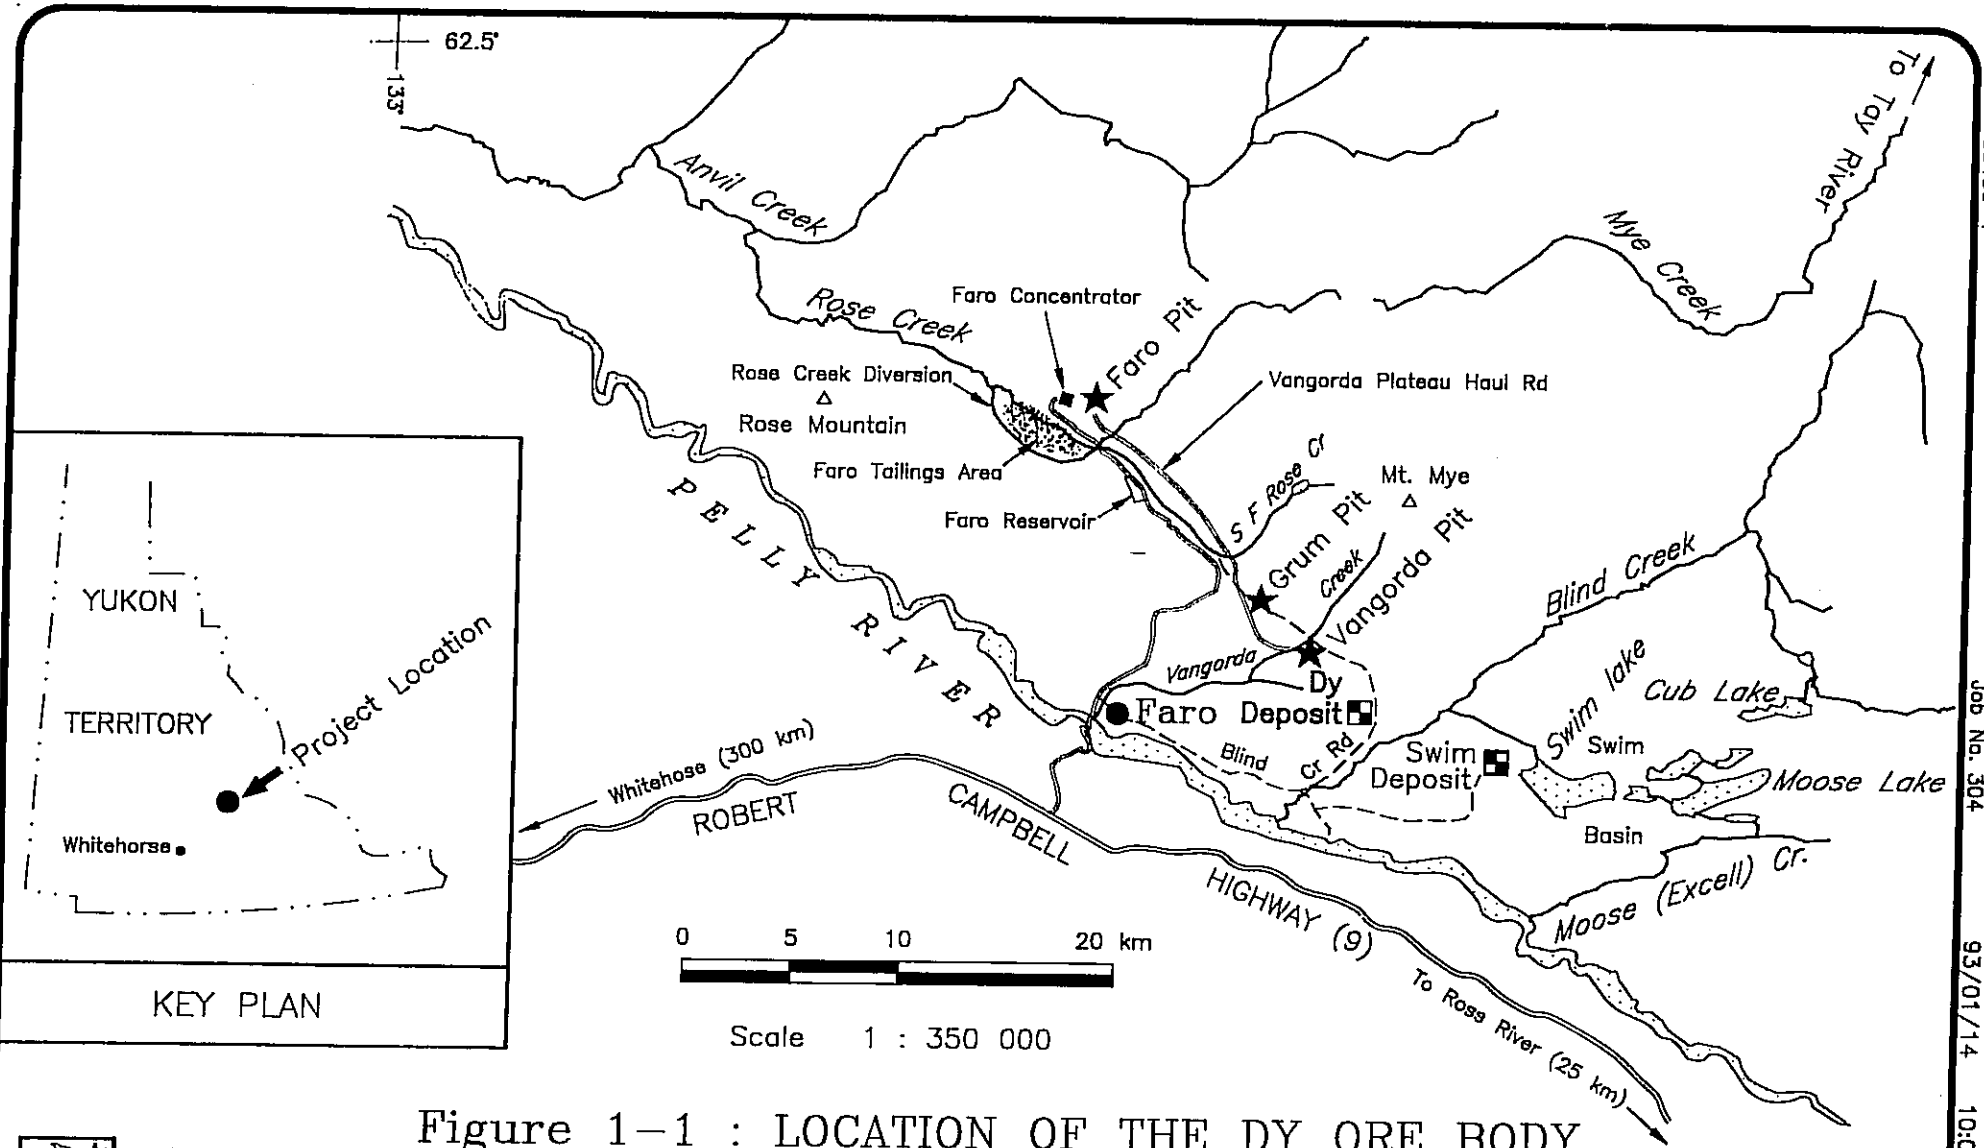 62.5°
133°
To Tay River
Anvil Creek
Mye Creek
Rose Creek
Faro Concentrator
Faro Pit
Rose Creek Diversion
Rose Mountain
Vangorda Plateau Haul Rd
Faro Tailings Area
S F Rose Cr
Mt. Mye
Faro Reservoir
Grum Pit
Creek
Vangorda Pit
Blind Creek
PELLY RIVER
Vangorda
Dy
Deposit
Faro
Swim lake
Cub Lake
Blind
Cr Rd
Swim
Deposit
Swim
Basin
Moose Lake
Moose (Excell) Cr.
Whitehose (300 km)
ROBERT
CAMPBELL
HIGHWAY (9)
To Ross River (25 km)
YUKON
TERRITORY
Project Location
Whitehorse
KEY PLAN
0 5 10 20 km
Scale 1 : 350 000
Job No. 304
93/01/14
Figure 1-1 : LOCATION OF THE DY ORE BODY